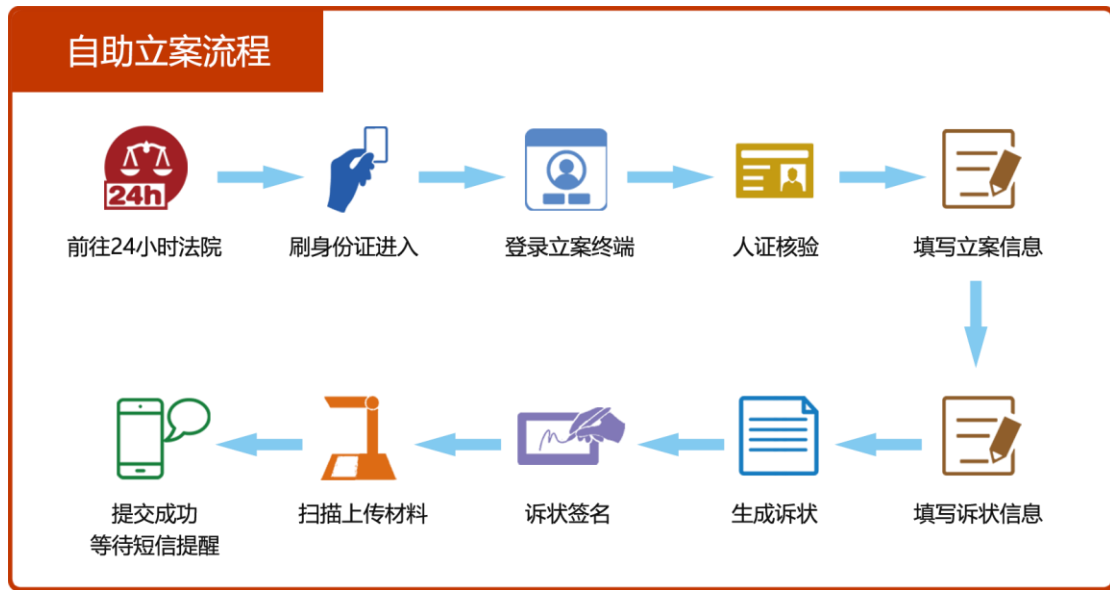 自助立案流程
24h
前往24小时法院
刷身份证进入
登录立案终端
人证核验
填写立案信息
填写诉状信息
生成诉状
诉状签名
扫描上传材料
提交成功
等待短信提醒